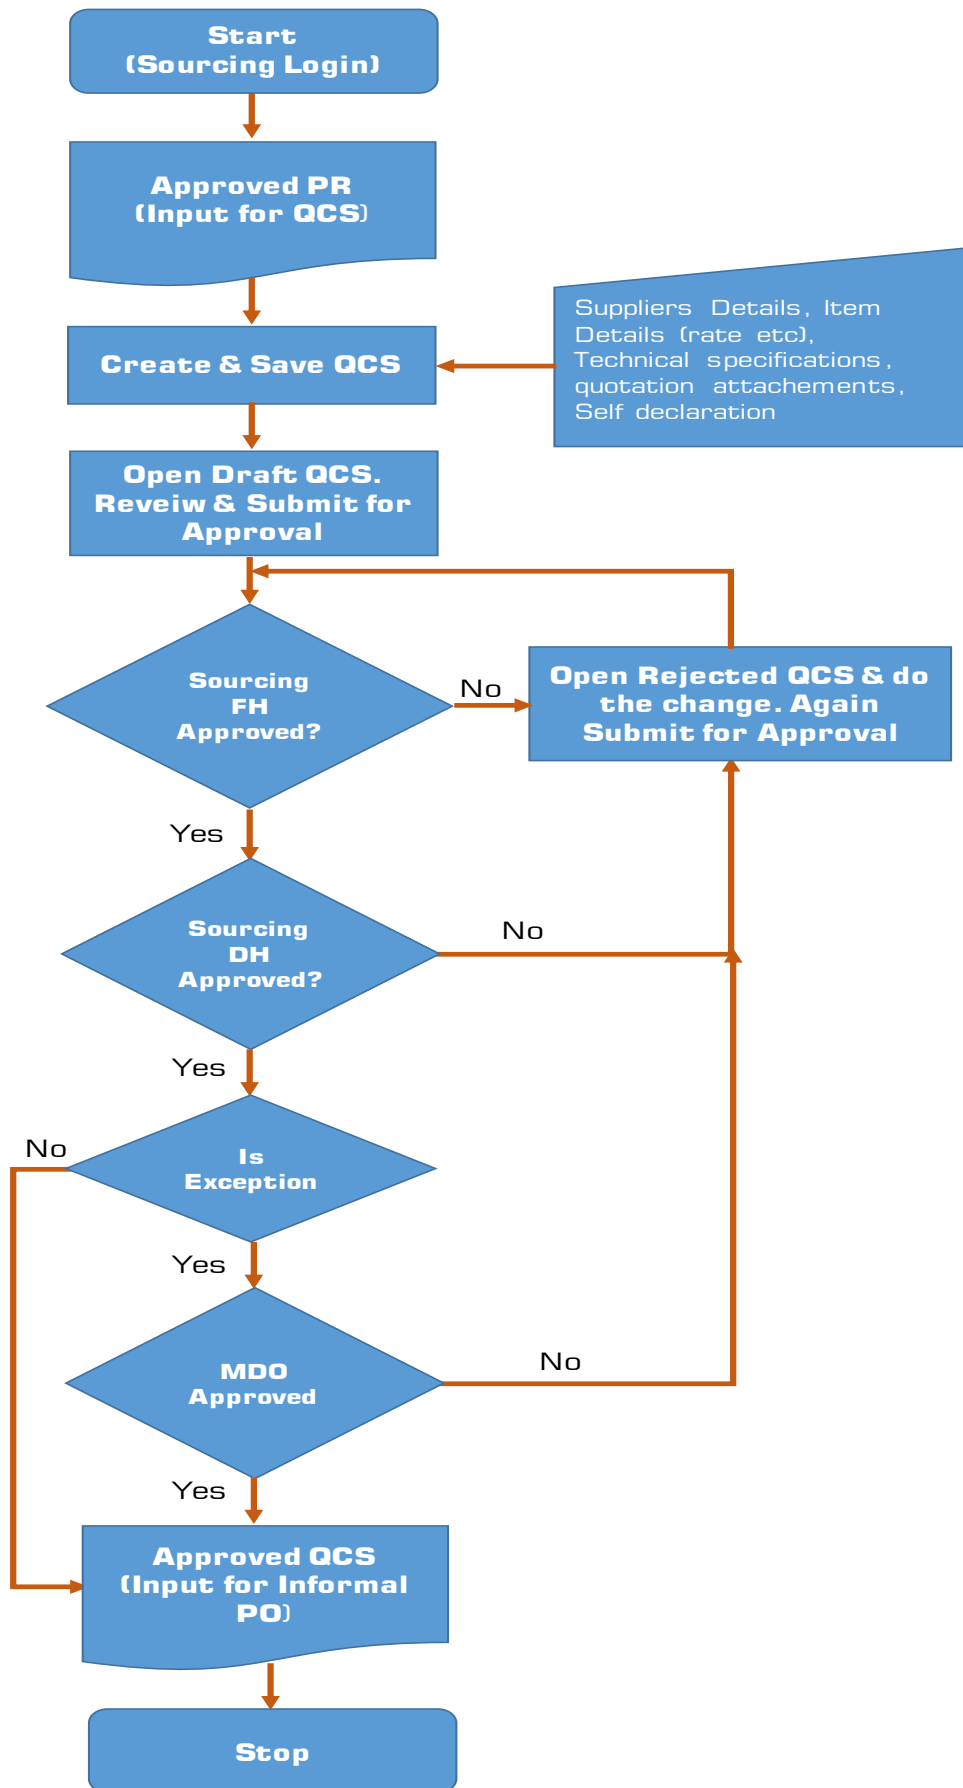 Start
(Sourcing Login)
Approved PR
(Input for QCS)
Suppliers Details, Item
Details (rate etc),
Technical specifications,
quotation attachements,
Self declaration
Create & Save QCS
Open Draft QCS.
Reveiw & Submit for
Approval
Sourcing
FH
Approved?
No
Open Rejected QCS & do
the change. Again
Submit for Approval
Yes
Sourcing
DH
Approved?
No
Yes
Is
Exception
No
Yes
MDO
Approved
No
Yes
Approved QCS
(Input for Informal
PO)
Stop